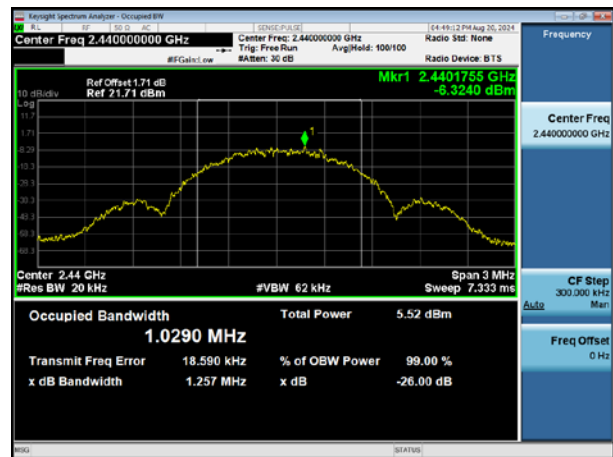 Keysight Spectrum Analyzer - Occupied BW
RL RF 50 Ω AC SENSE:PULSE 04:49:12 PM Aug 20, 2024
Center Freq 2.440000000 GHz
Center Freq: 2.440000000 GHz
Radio Std: None
Trig: Free Run Avg|Hold: 100/100
#IFGain:Low #Atten: 30 dB Radio Device: BTS
Ref Offset 1.71 dB
10 dB/div Ref 21.71 dBm
Mkr1 2.4401755 GHz
-6.3240 dBm
Log
11.7
1.71
-8.29
-18.3
-28.3
-38.3
-48.3
-58.3
-68.3
1
Center 2.44 GHz Span 3 MHz
#Res BW 20 kHz #VBW 62 kHz Sweep 7.333 ms
Occupied Bandwidth Total Power 5.52 dBm
1.0290 MHz
Transmit Freq Error 18.590 kHz % of OBW Power 99.00 %
x dB Bandwidth 1.257 MHz x dB -26.00 dB
MSG STATUS
Frequency
Center Freq
2.440000000 GHz
CF Step
300.000 kHz
Auto Man
Freq Offset
0 Hz